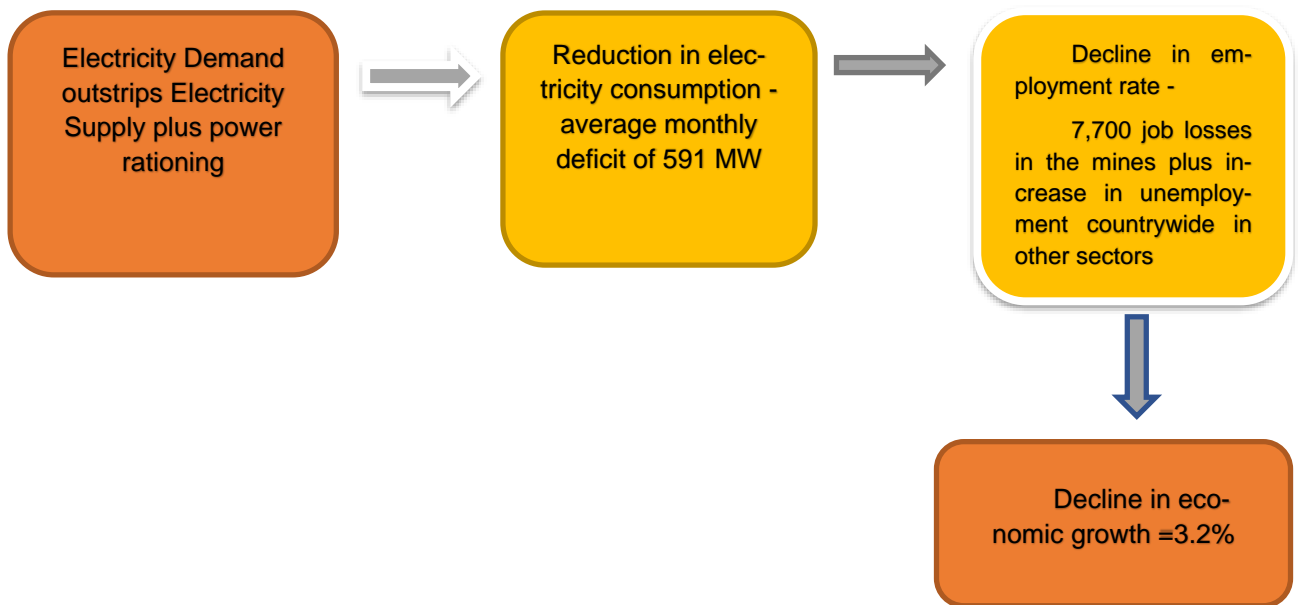 Electricity Demand
outstrips Electricity
Supply plus power
rationing
Reduction in elec-
tricity consumption -
average monthly
deficit of 591 MW
Decline in em-
ployment rate -
7,700 job losses
in the mines plus in-
crease in unemploy-
ment countrywide in
other sectors
Decline in eco-
nomic growth =3.2%